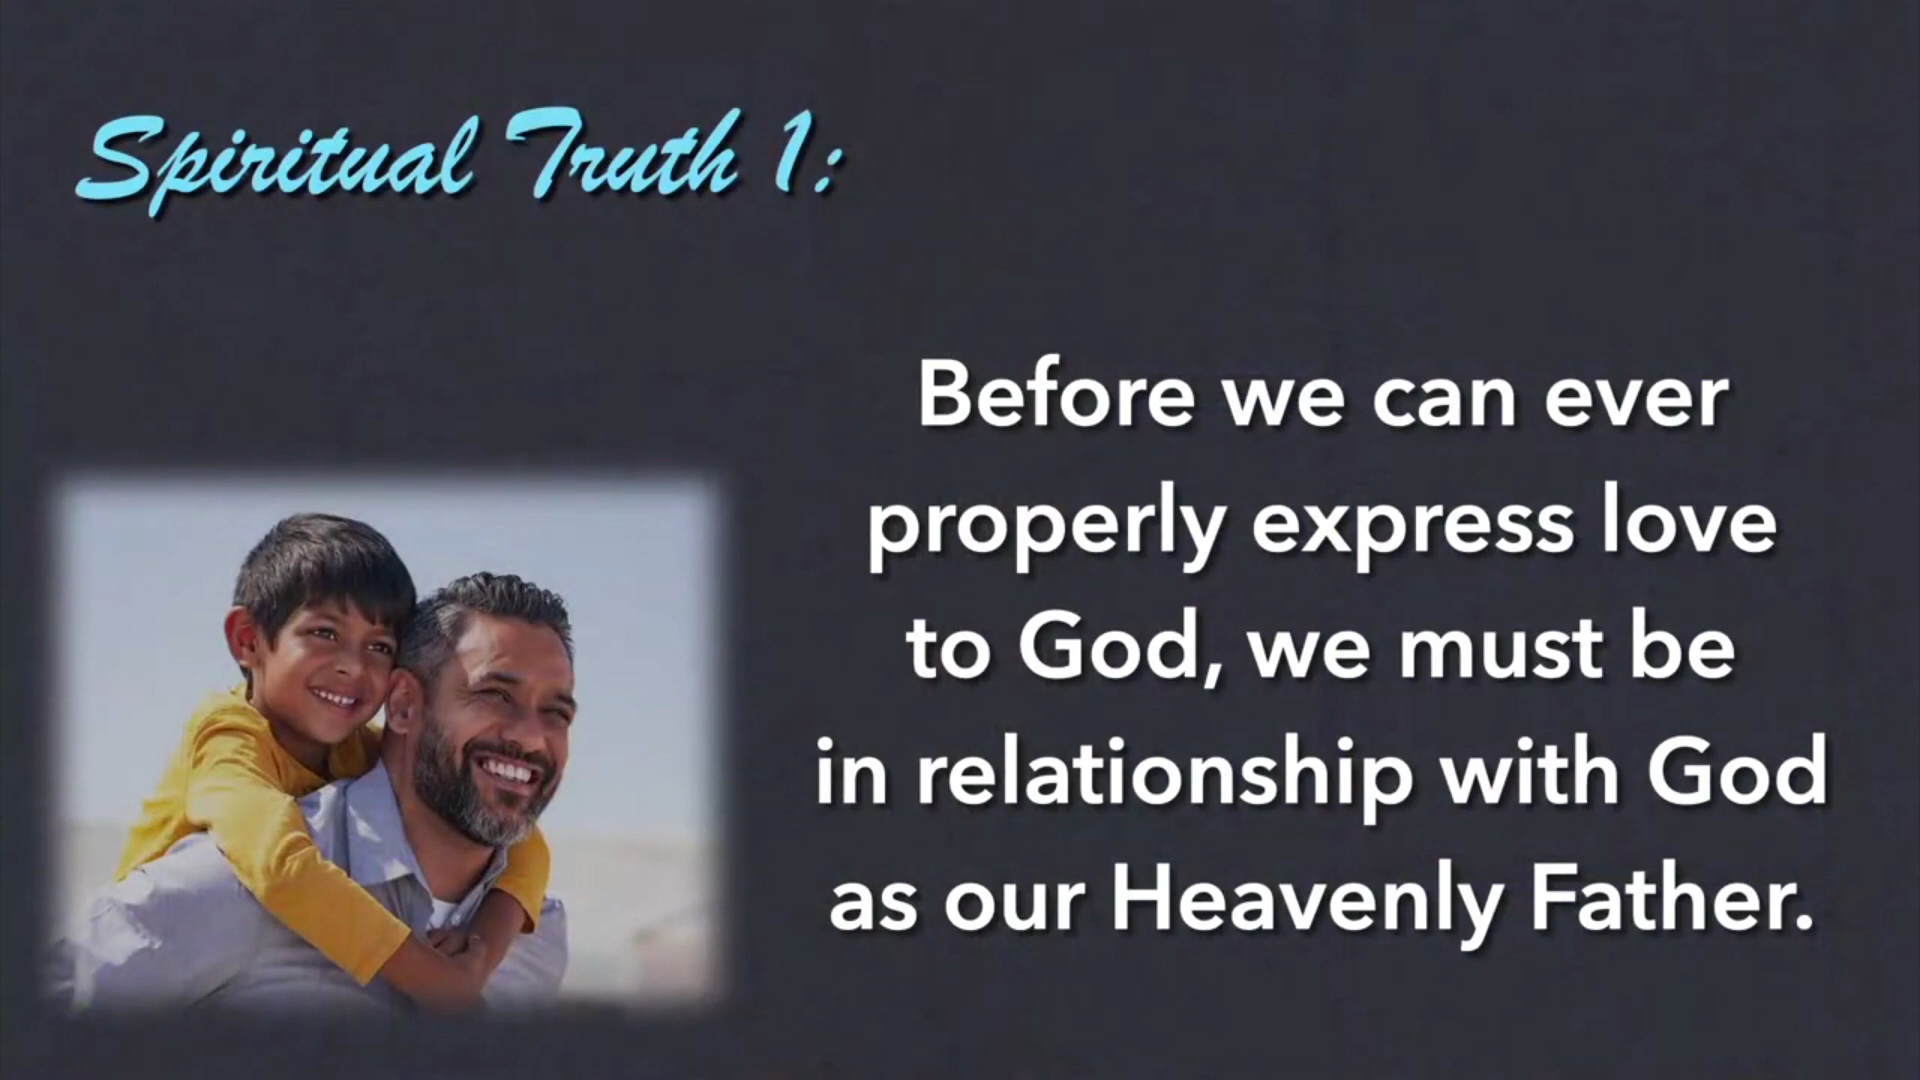 Spiritual Truth 1:
Before we can ever
properly express love
to God, we must be
in relationship with God
as our Heavenly Father.